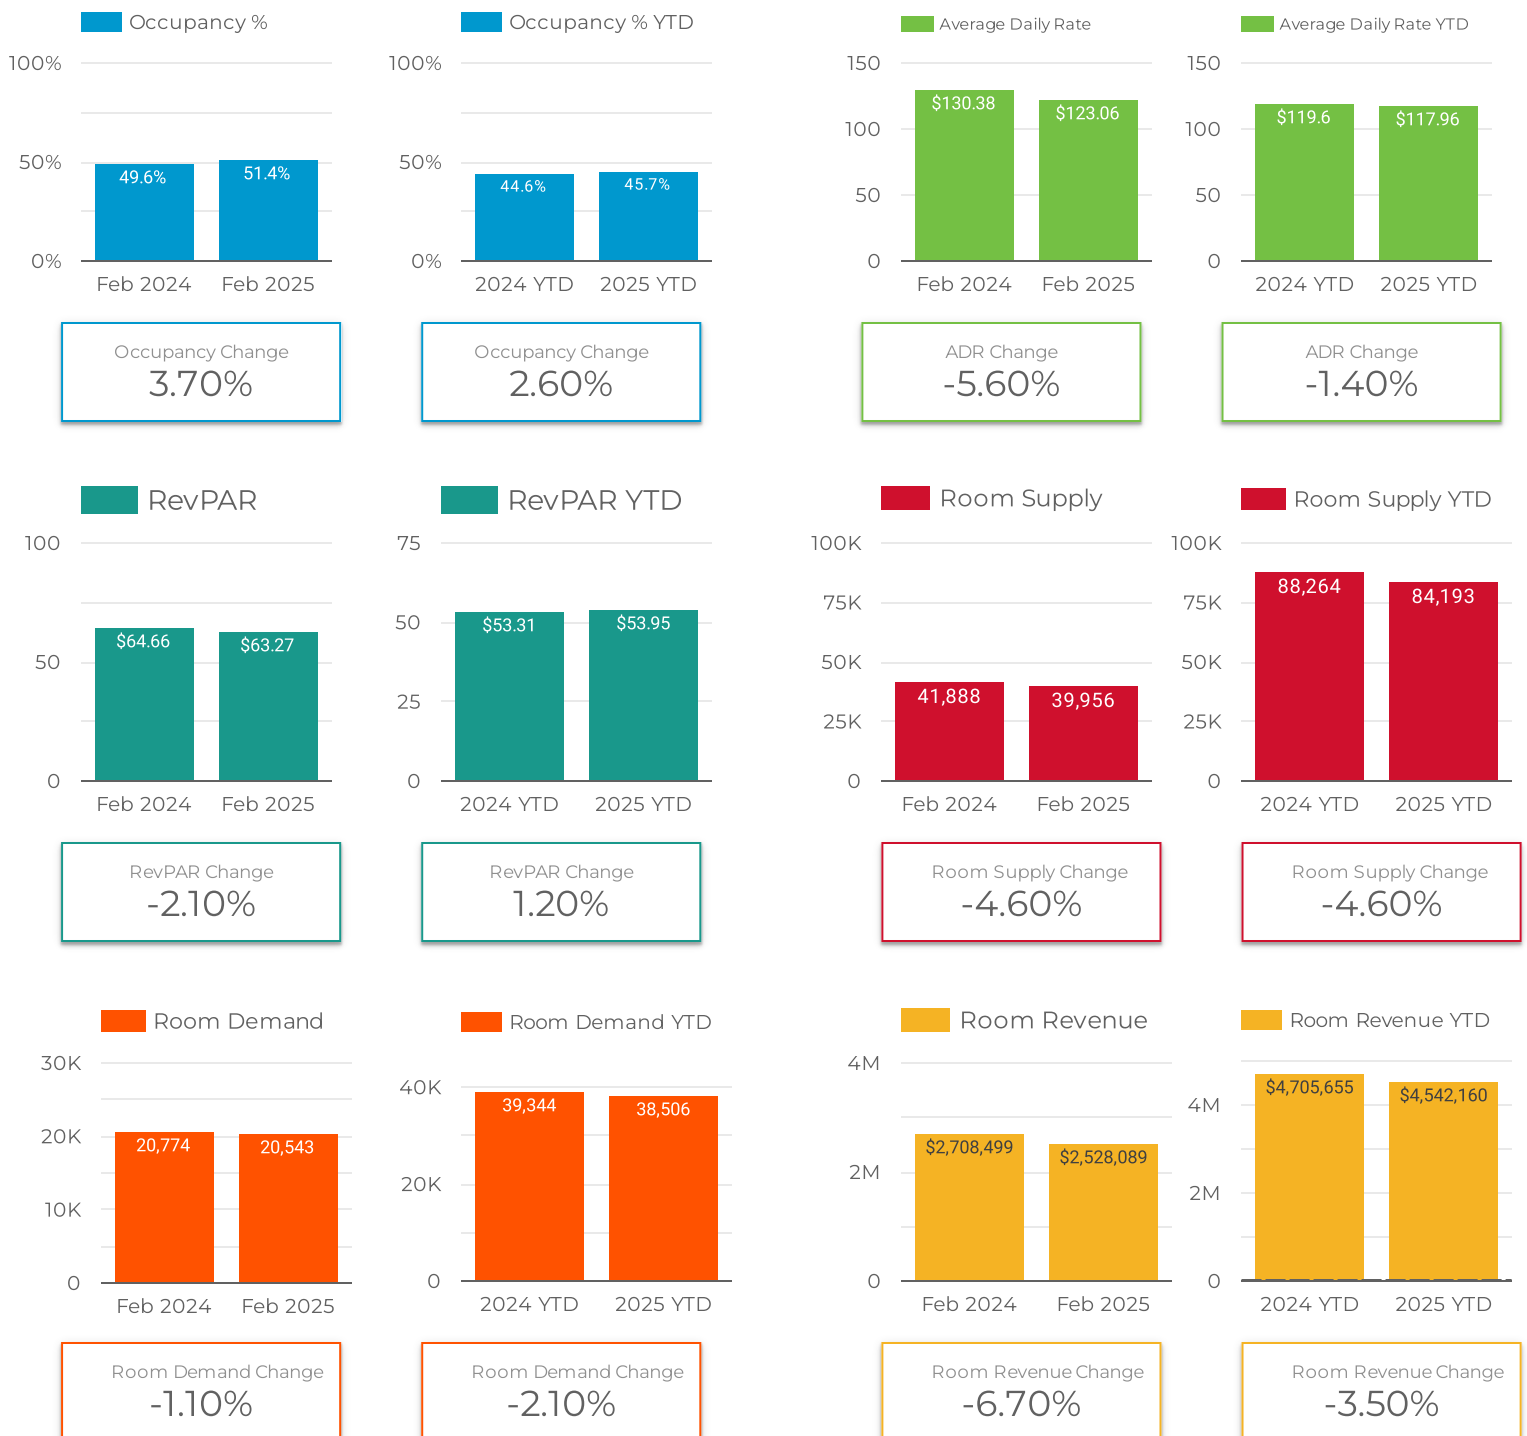 Occupancy %
100%
50%
0%
49.6%
51.4%
Feb 2024
Feb 2025
Occupancy Change
3.70%
Occupancy % YTD
100%
50%
0%
44.6%
45.7%
2024 YTD
2025 YTD
Occupancy Change
2.60%
Average Daily Rate
150
100
50
0
$130.38
$123.06
Feb 2024
Feb 2025
ADR Change
-5.60%
Average Daily Rate YTD
150
100
50
0
$119.6
$117.96
2024 YTD
2025 YTD
ADR Change
-1.40%
RevPAR
100
50
0
$64.66
$63.27
Feb 2024
Feb 2025
RevPAR Change
-2.10%
RevPAR YTD
75
50
25
0
$53.31
$53.95
2024 YTD
2025 YTD
RevPAR Change
1.20%
Room Supply
100K
75K
50K
25K
0
41,888
39,956
Feb 2024
Feb 2025
Room Supply Change
-4.60%
Room Supply YTD
100K
75K
50K
25K
0
88,264
84,193
2024 YTD
2025 YTD
Room Supply Change
-4.60%
Room Demand
30K
20K
10K
0
20,774
20,543
Feb 2024
Feb 2025
Room Demand Change
-1.10%
Room Demand YTD
40K
20K
0
39,344
38,506
2024 YTD
2025 YTD
Room Demand Change
-2.10%
Room Revenue
4M
2M
0
$2,708,499
$2,528,089
Feb 2024
Feb 2025
Room Revenue Change
-6.70%
Room Revenue YTD
4M
2M
0
$4,705,655
$4,542,160
2024 YTD
2025 YTD
Room Revenue Change
-3.50%